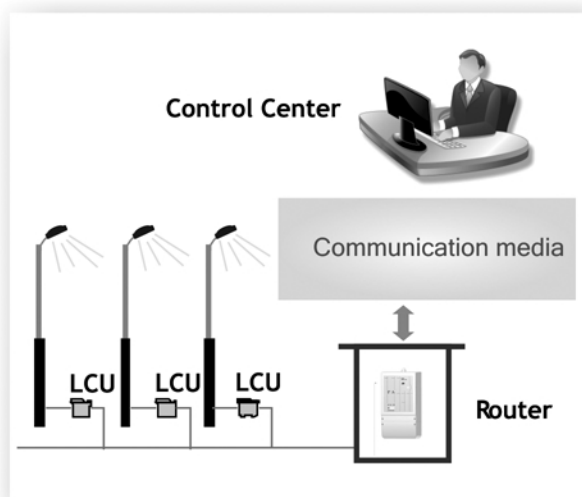 Control Center
Communication media
LCU
LCU
LCU
Router